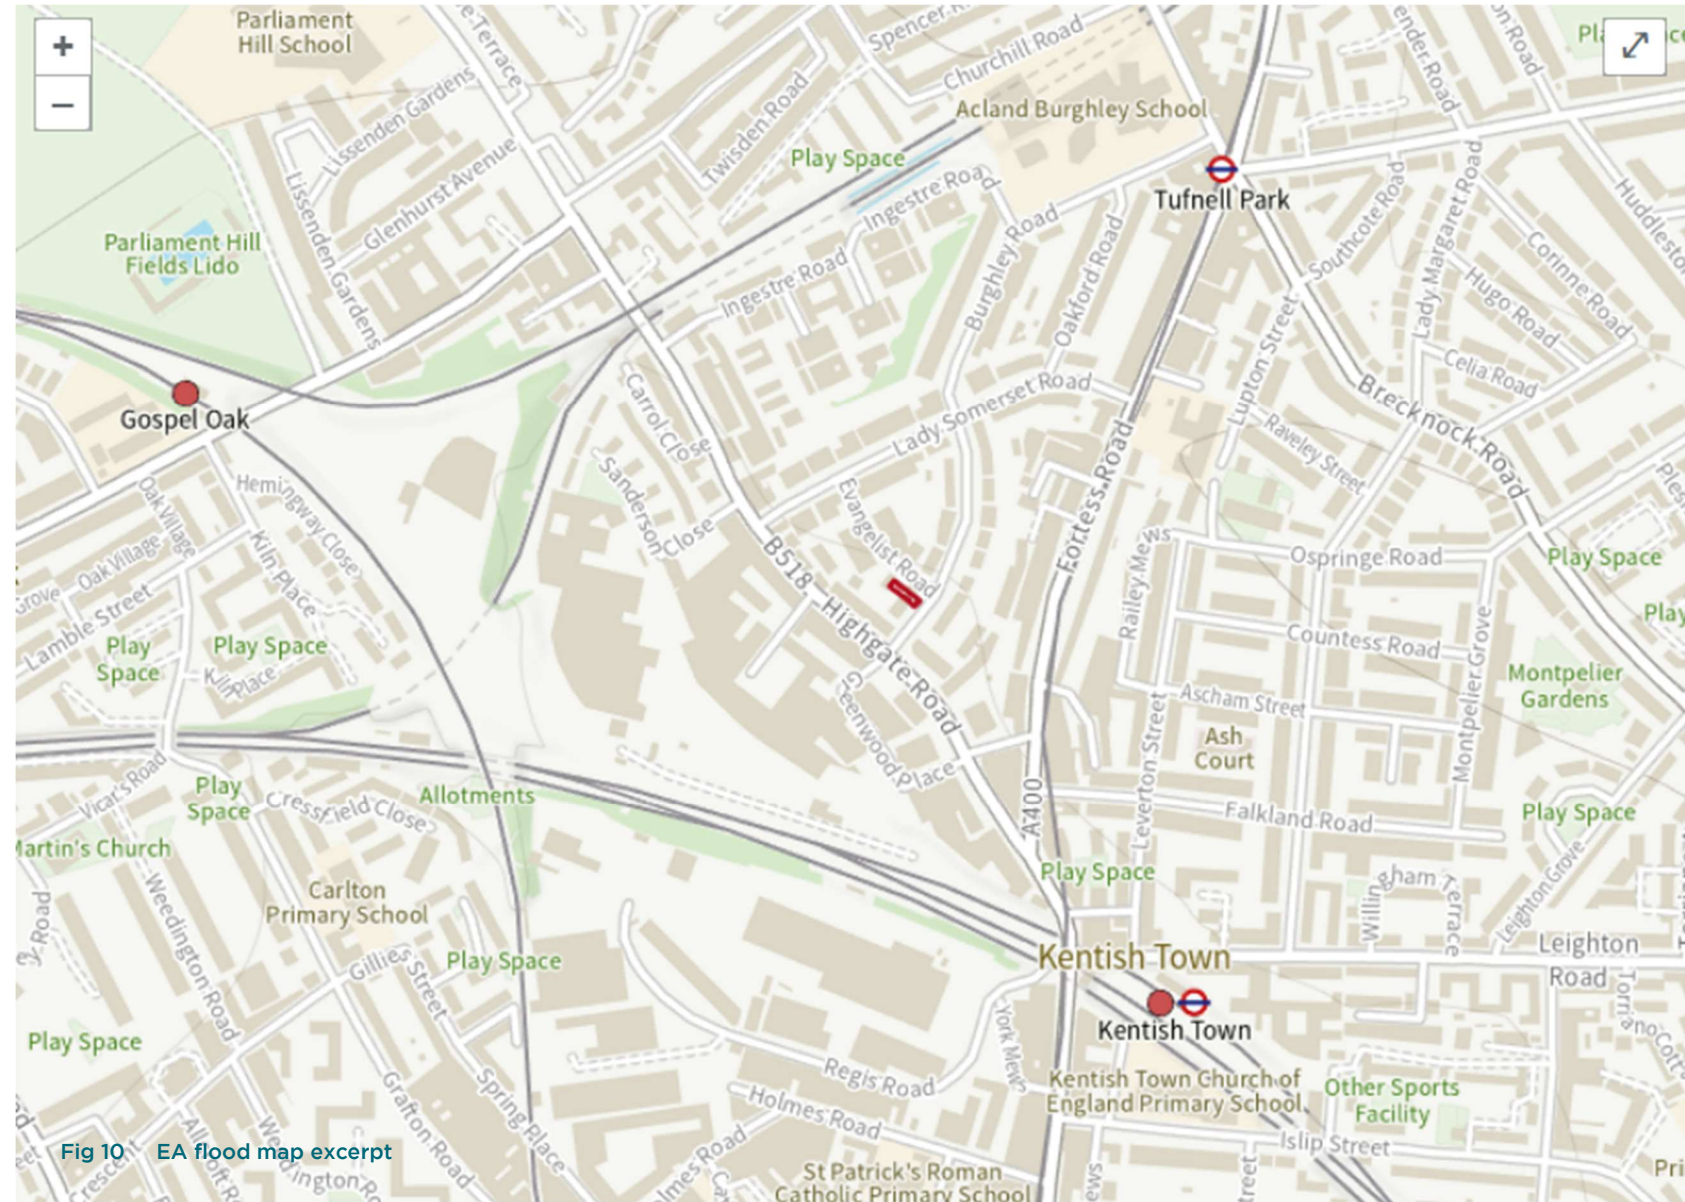 +
−
Parliament
Hill School
Churchill Road
Acland Burghley School
Lissenden Gardens
Twisden Road
Play Space
Glenhurst Avenue
Lissenden Gardens
Ingestre Road
Tufnell Park
Parliament Hill
Fields Lido
Ingestre Road
Burghley Road
Oakford Road
Southcote Road
Lady Margaret Road
Corinne Road
Hugo Road
Celia Road
Lupton Street
Gospel Oak
Carrol Close
Lady Somerset Road
Brecknock Road
Raveley Street
Fortess Road
Sanderson
Close
Evangelist Road
Hemingway Close
Oak Village
Oak Village
Grove
Kiln Place
Lamble Street
B518
Highgate Road
Railey Mews
Ospringe Road
Play Space
Countess Road
Play
Space
Play Space
Kiln
Place
Greenwood Place
Ascham Street
Montpelier Grove
Montpelier
Gardens
Ash
Court
Leverton Street
A400
Vicar's Road
Play
Space
Cressfield Close
Allotments
Falkland Road
Play Space
Martin's Church
Play Space
Carlton
Primary School
Weedington Road
Willingham Terrace
Leighton Grove
Gillies Street
Play Space
Kentish Town
Leighton
Road
Kentish Town
Play Space
York Mews
Regis Road
Kentish Town Church of
England Primary School
Other Sports
Facility
Holmes Road
Grafton Road
Spring Place
Islip Street
Fig 10 EA flood map excerpt
Crescent
St Patrick's Roman
Catholic Primary School